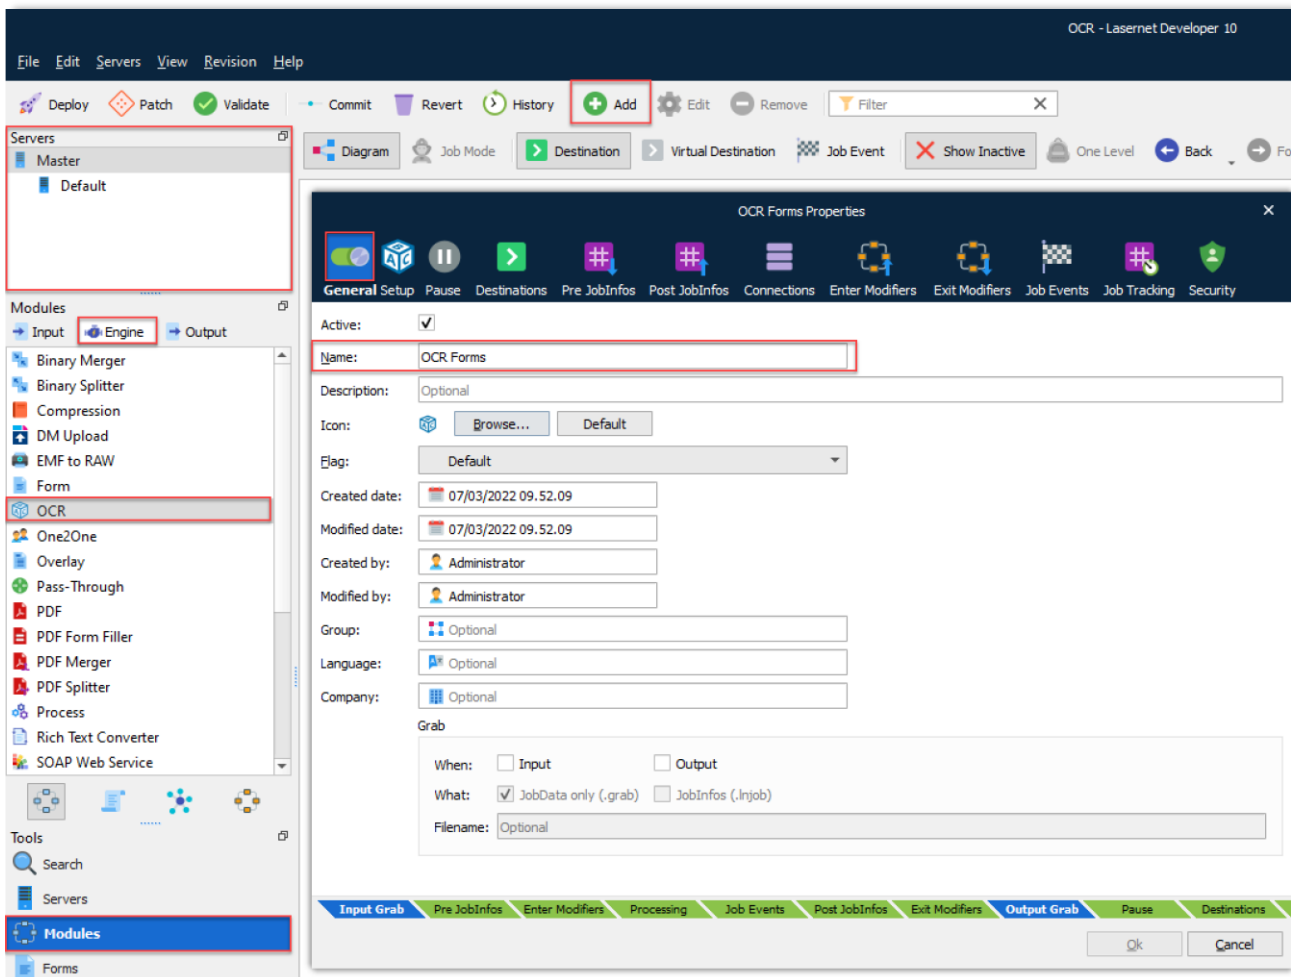 OCR - Lasernet Developer 10
File Edit Servers View Revision Help
Deploy Patch Validate Commit Revert History Add Edit Remove Filter
Servers
Master
Default
Diagram Job Mode Destination Virtual Destination Job Event Show Inactive One Level Back Fo
OCR Forms Properties
General Setup Pause Destinations Pre JobInfos Post JobInfos Connections Enter Modifiers Exit Modifiers Job Events Job Tracking Security
Modules
Input Engine Output
Binary Merger
Binary Splitter
Compression
DM Upload
EMF to RAW
Form
OCR
One2One
Overlay
Pass-Through
PDF
PDF Form Filler
PDF Merger
PDF Splitter
Process
Rich Text Converter
SOAP Web Service
Active:
Name: OCR Forms
Description: Optional
Icon: Browse... Default
Flag: Default
Created date: 07/03/2022 09.52.09
Modified date: 07/03/2022 09.52.09
Created by: Administrator
Modified by: Administrator
Group: Optional
Language: Optional
Company: Optional
Grab
When: Input Output
What: JobData only (.grab) JobInfos (.lnjob)
Filename: Optional
Tools
Search
Servers
Modules
Forms
Input Grab Pre JobInfos Enter Modifiers Processing Job Events Post JobInfos Exit Modifiers Output Grab Pause Destinations
Ok Cancel